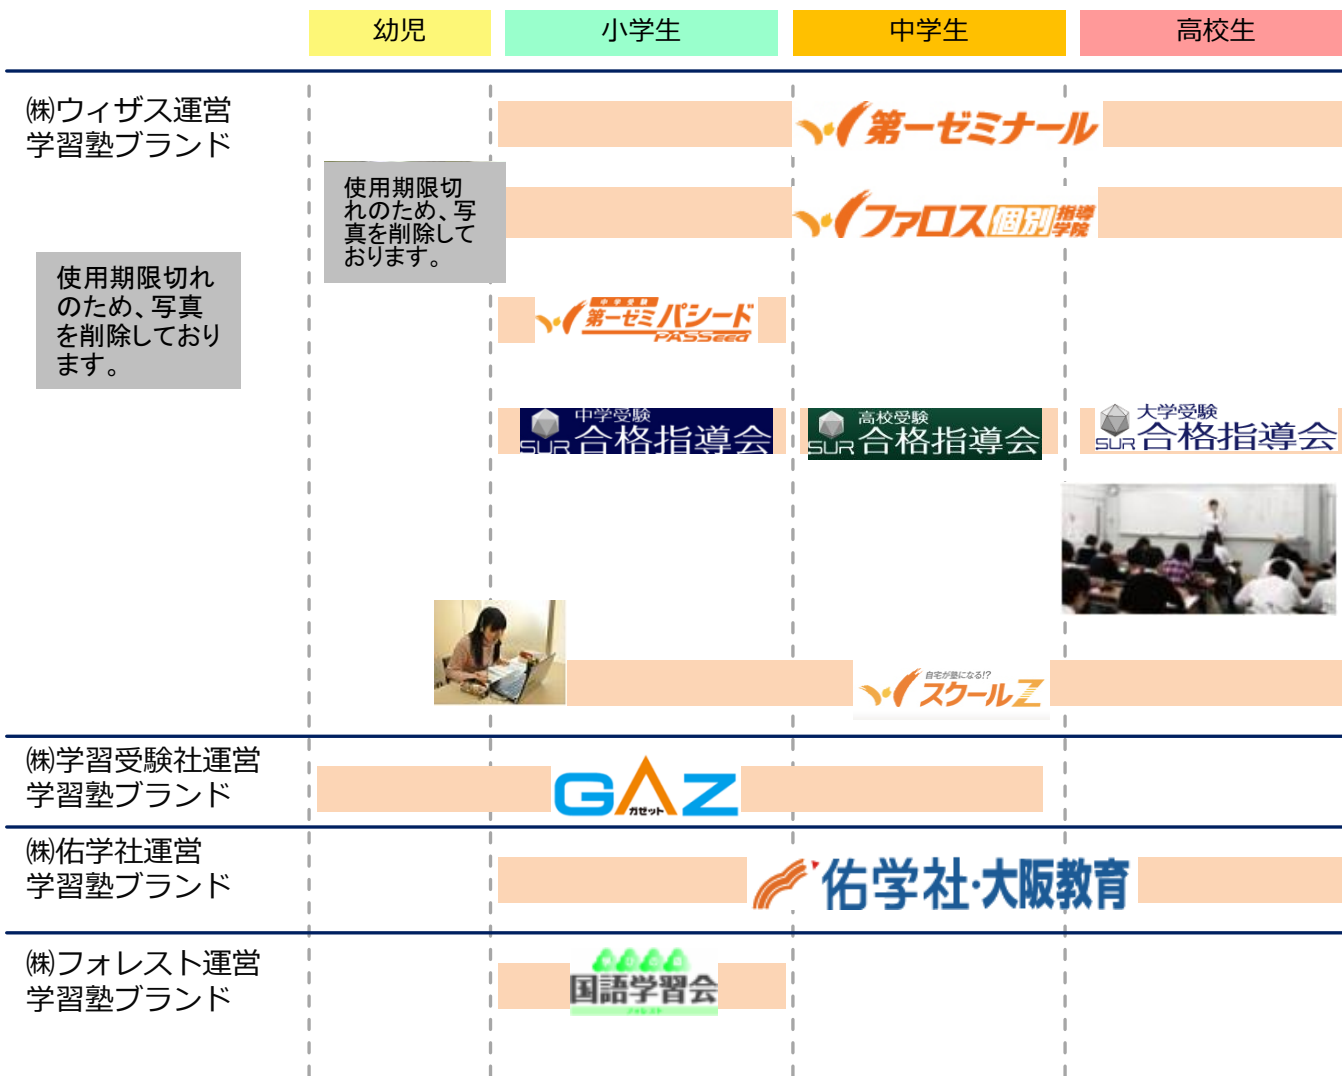 幼児
小学生
中学生
高校生
㈱ウィザス運営
学習塾ブランド
第一ゼミナール
使用期限切
れのため、写
真を削除して
おります。
ファロス個別指導学院
使用期限切れ
のため、写真
を削除しており
ます。
中学受験
第一ゼミパシード
PASSeed
中学受験
SUR 合格指導会
高校受験
SUR 合格指導会
大学受験
SUR 合格指導会
自宅が塾になる!?
スクールZ
㈱学習受験社運営
学習塾ブランド
GAZ
ガゼット
㈱佑学社運営
学習塾ブランド
佑学社・大阪教育
㈱フォレスト運営
学習塾ブランド
国語学習会